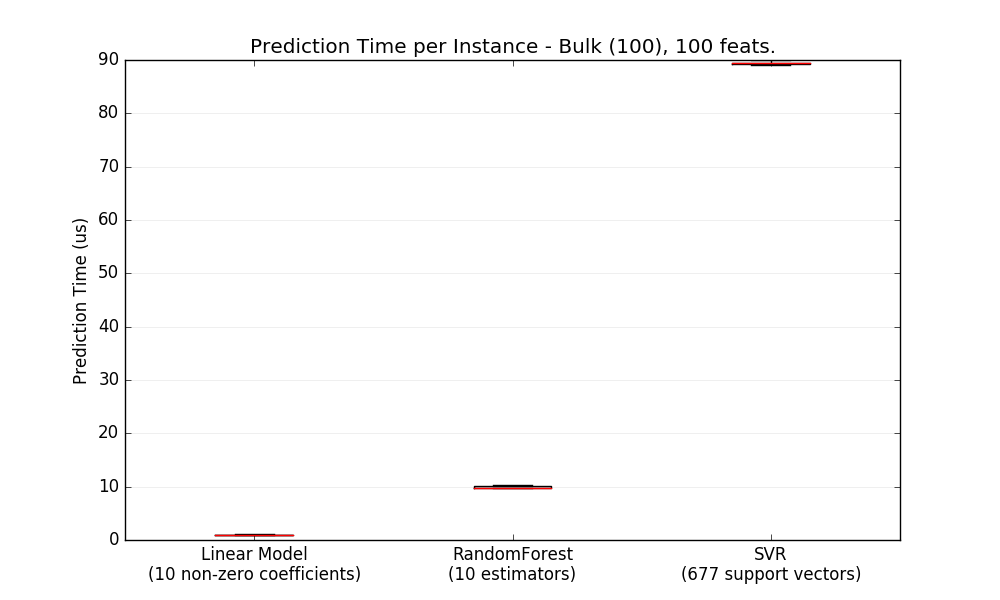 Prediction Time per Instance - Bulk (100), 100 feats.
90
80
70
60
50
40
30
20
10
0
Prediction Time (us)
Linear Model
(10 non-zero coefficients)
RandomForest
(10 estimators)
SVR
(677 support vectors)